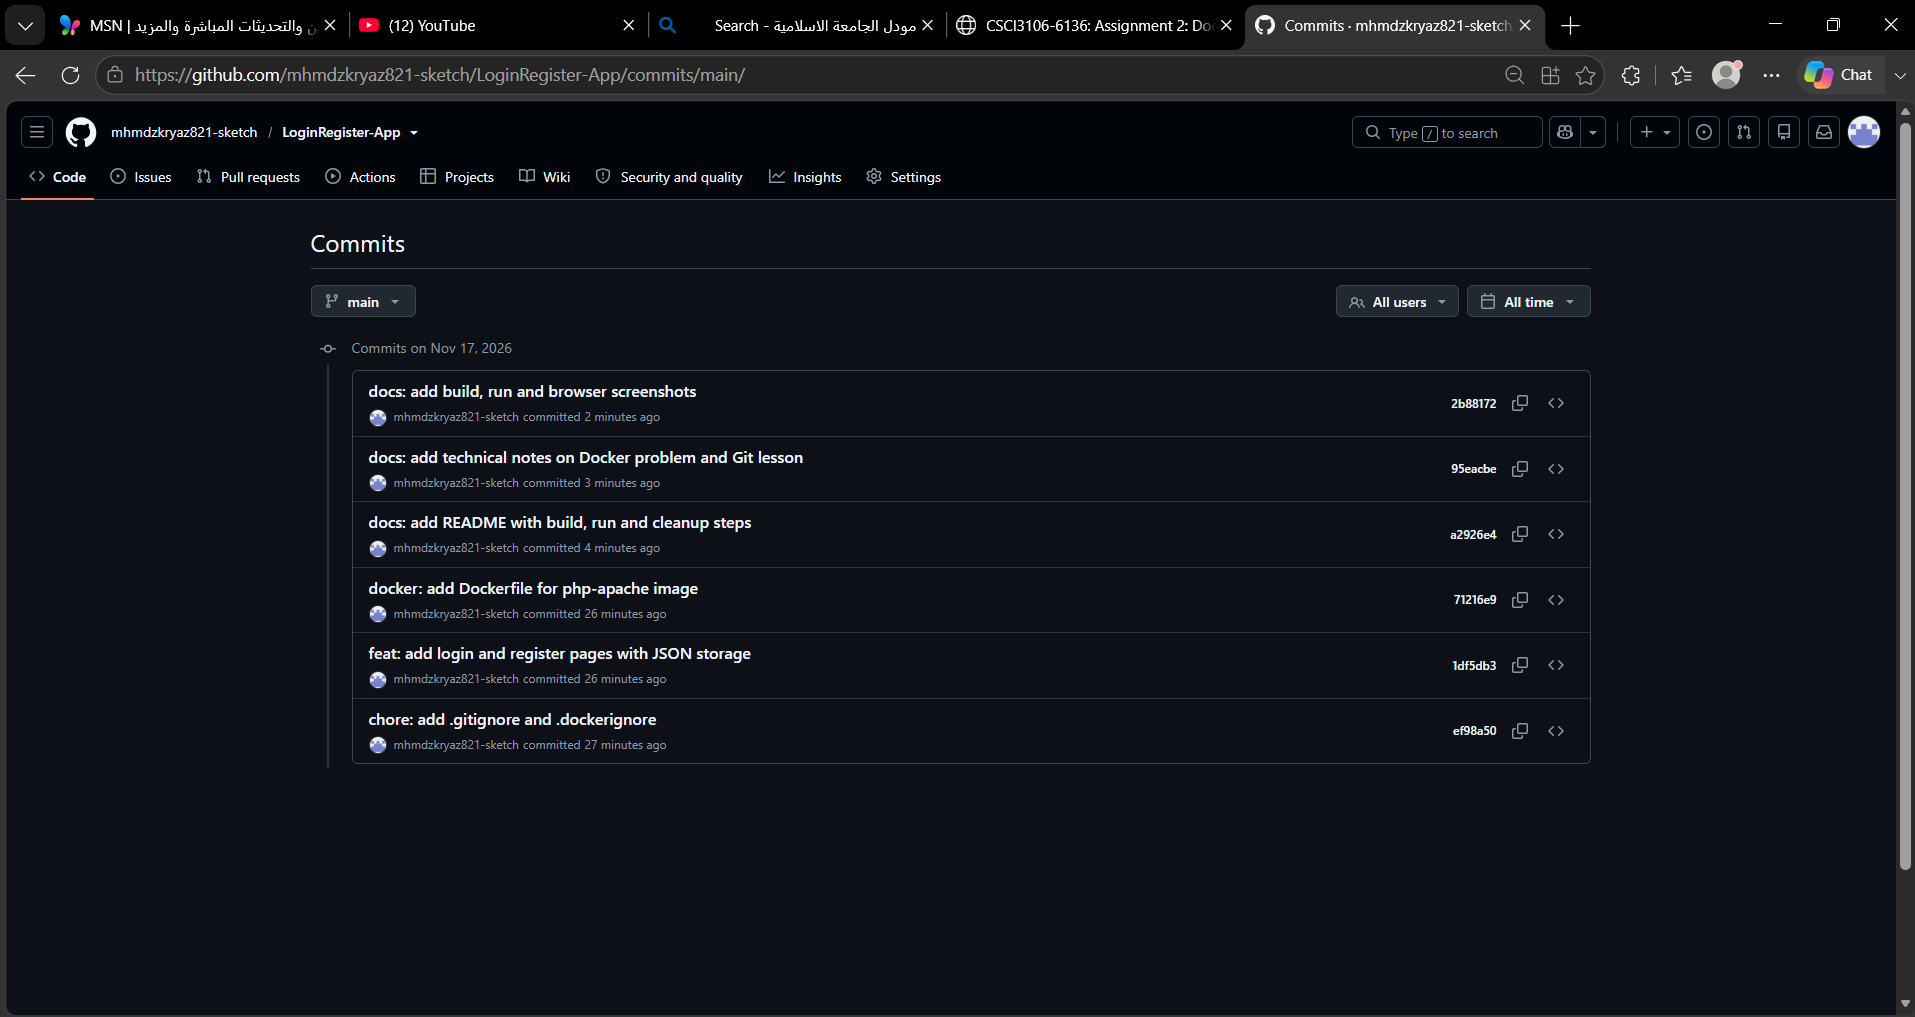 MSN | ن والتحديثات المباشرة والمزيد
(12) YouTube
مودل الجامعة الاسلامية - Search
CSCI3106-6136: Assignment 2: Do
Commits · mhmdzkryaz821-sketch
https://github.com/mhmdzkryaz821-sketch/LoginRegister-App/commits/main/
Chat
mhmdzkryaz821-sketch / LoginRegister-App
Type / to search
Code Issues Pull requests Actions Projects Wiki Security and quality Insights Settings
Commits
main
All users All time
Commits on Nov 17, 2026
docs: add build, run and browser screenshots
mhmdzkryaz821-sketch committed 2 minutes ago
2b88172
docs: add technical notes on Docker problem and Git lesson
mhmdzkryaz821-sketch committed 3 minutes ago
95eacbe
docs: add README with build, run and cleanup steps
mhmdzkryaz821-sketch committed 4 minutes ago
a2926e4
docker: add Dockerfile for php-apache image
mhmdzkryaz821-sketch committed 26 minutes ago
71216e9
feat: add login and register pages with JSON storage
mhmdzkryaz821-sketch committed 26 minutes ago
1df5db3
chore: add .gitignore and .dockerignore
mhmdzkryaz821-sketch committed 27 minutes ago
ef98a50